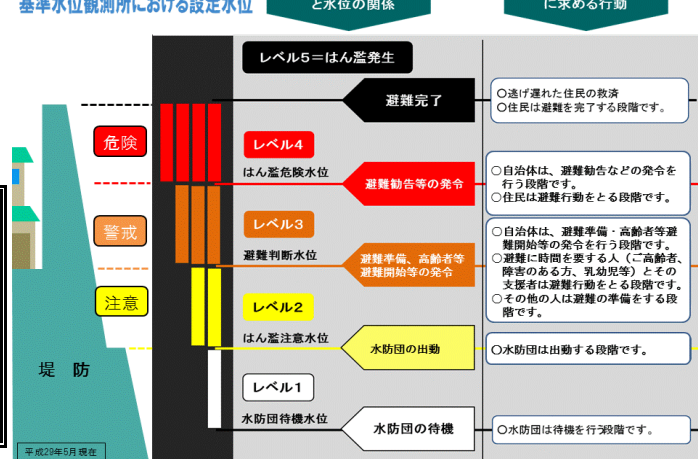 基準水位観測所における設定水位
と水位の関係
に求める行動
レベル5＝はん濫発生
避難完了
○逃げ遅れた住民の救済
○住民は避難を完了する段階です。
危険
レベル4
はん濫危険水位
避難勧告等の発令
○自治体は、避難勧告などの発令を
行う段階です。
○住民は避難行動をとる段階です。
警戒
レベル3
避難判断水位
避難準備、高齢者等
避難開始等の発令
○自治体は、避難準備・高齢者等避
難開始等の発令を行う段階です。
○避難に時間を要する人（ご高齢者、
障害のある方、乳幼児等）とその
支援者は避難行動をとる段階です。
○その他の人は避難の準備をする段
階です。
注意
レベル2
はん濫注意水位
水防団の出動
○水防団は出動する段階です。
堤 防
レベル1
水防団待機水位
水防団の待機
○水防団は待機を行う段階です。
平成29年5月現在